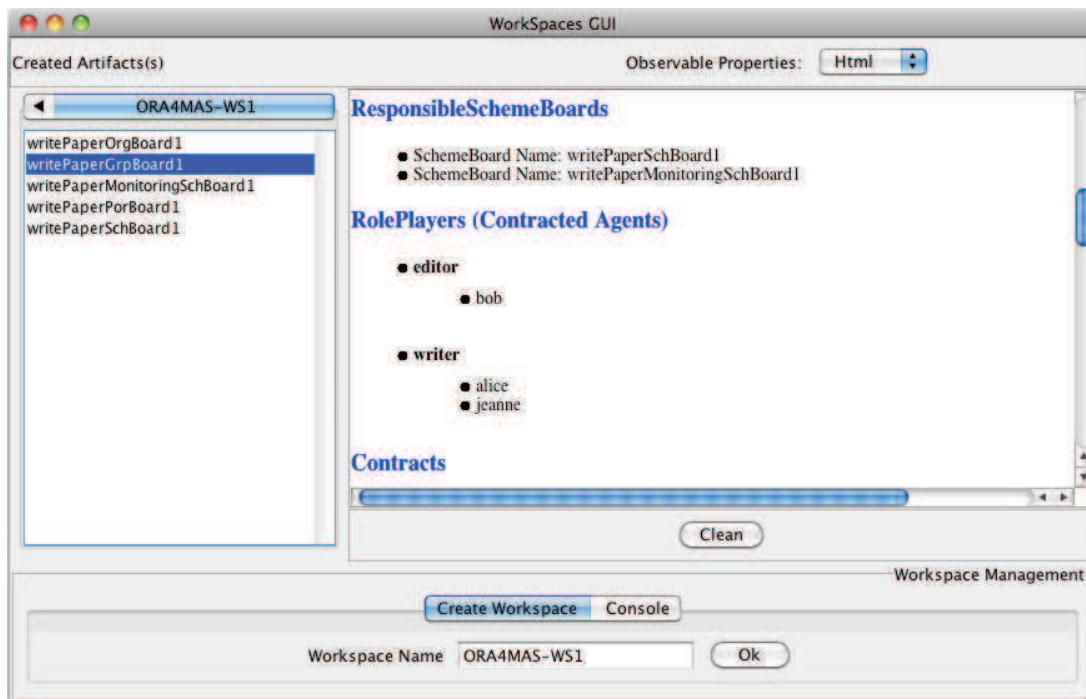 WorkSpaces GUI
Created Artifacts(s)
Observable Properties: Html
ORA4MAS-WS1
writePaperOrgBoard1
writePaperGrpBoard1
writePaperMonitoringSchBoard1
writePaperPorBoard1
writePaperSchBoard1
ResponsibleSchemeBoards
SchemeBoard Name: writePaperSchBoard1
SchemeBoard Name: writePaperMonitoringSchBoard1
RolePlayers (Contracted Agents)
editor
bob
writer
alice
jeanne
Contracts
Clean
Workspace Management
Create Workspace Console
Workspace Name ORA4MAS-WS1 Ok